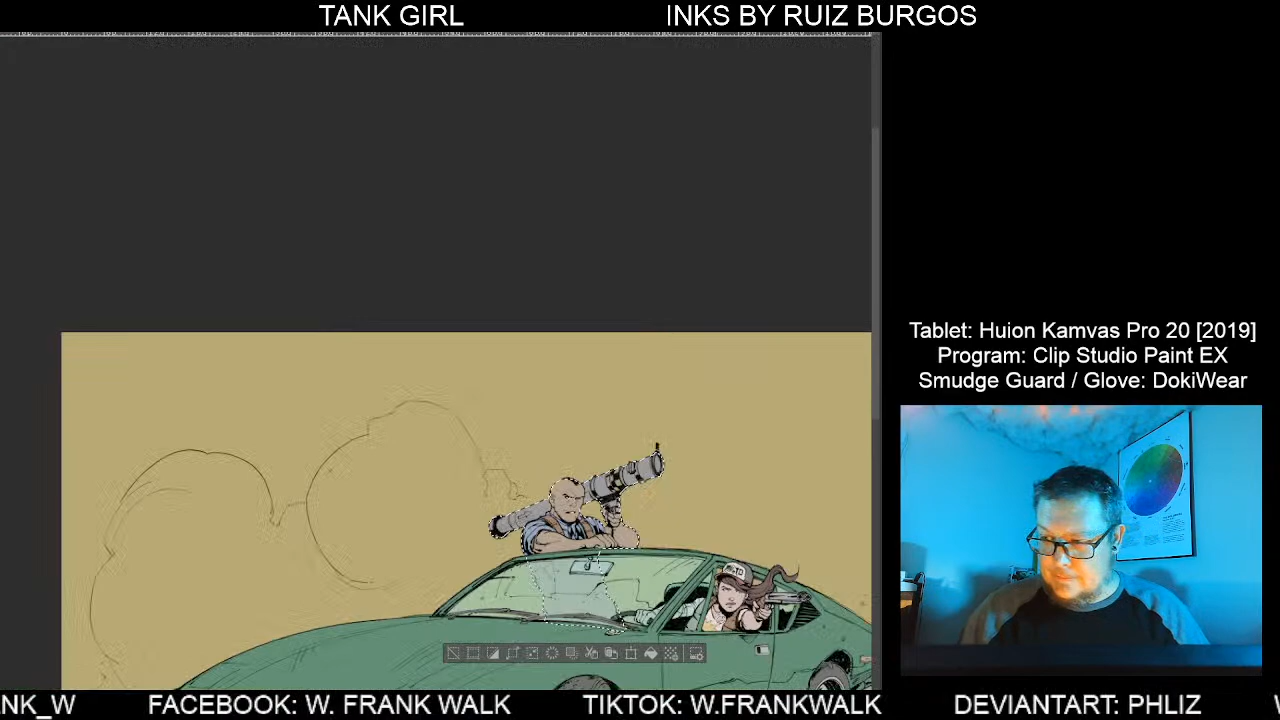 TANK GIRL INKS BY RUIZ BURGOS
Tablet: Huion Kamvas Pro 20 [2019]
Program: Clip Studio Paint EX
Smudge Guard / Glove: DokiWear
NK_W FACEBOOK: W. FRANK WALK TIKTOK: W.FRANKWALK DEVIANTART: PHLIZ